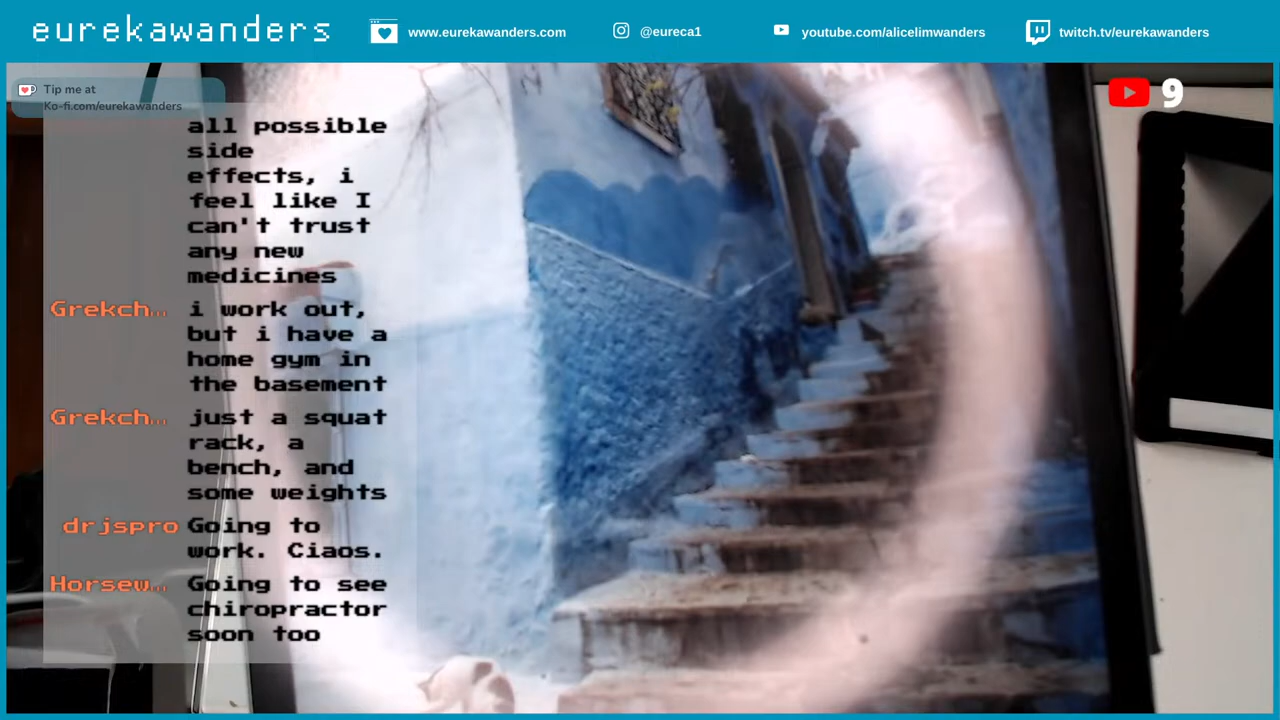 eurekawanders
www.eurekawanders.com
@eureca1
youtube.com/alicelimwanders
twitch.tv/eurekawanders
Tip me at
Ko-fi.com/eurekawanders
9
all possible
side
effects, i
feel like I
can't trust
any new
medicines
Grekch… i work out,
but i have a
home gym in
the basement
Grekch… just a squat
rack, a
bench, and
some weights
drjspro Going to
work. Ciaos.
Horsew… Going to see
chiropractor
soon too